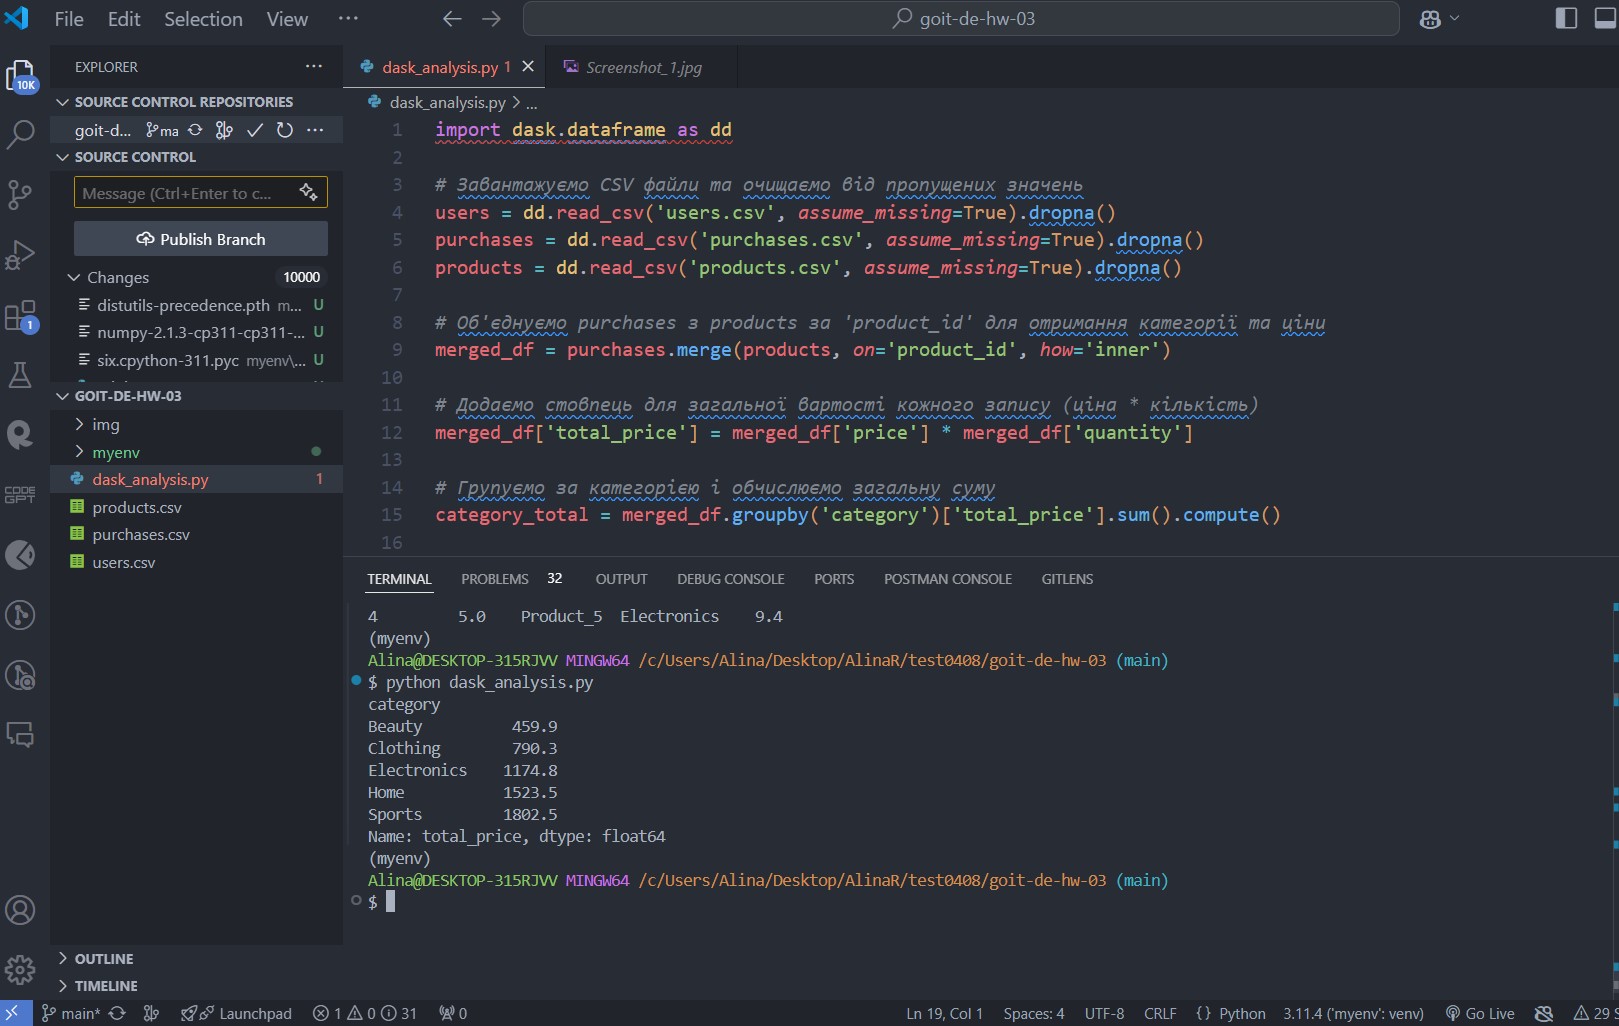 File Edit Selection View ··· goit-de-hw-03
EXPLORER ···
SOURCE CONTROL REPOSITORIES
goit-d... ma ···
SOURCE CONTROL
Message (Ctrl+Enter to c...
Publish Branch
Changes 10000
distutils-precedence.pth m... U
numpy-2.1.3-cp311-cp311-... U
six.cpython-311.pyc myenv\... U
GOIT-DE-HW-03
img
myenv
dask_analysis.py 1
products.csv
purchases.csv
users.csv
OUTLINE
TIMELINE
10K
1
CODE
GPT
dask_analysis.py 1 Screenshot_1.jpg
dask_analysis.py > ...
1 import dask.dataframe as dd
2
3 # Завантажуємо CSV файли та очищаємо від пропущених значень
4 users = dd.read_csv('users.csv', assume_missing=True).dropna()
5 purchases = dd.read_csv('purchases.csv', assume_missing=True).dropna()
6 products = dd.read_csv('products.csv', assume_missing=True).dropna()
7
8 # Об'єднуємо purchases з products за 'product_id' для отримання категорії та ціни
9 merged_df = purchases.merge(products, on='product_id', how='inner')
10
11 # Додаємо стовпець для загальної вартості кожного запису (ціна * кількість)
12 merged_df['total_price'] = merged_df['price'] * merged_df['quantity']
13
14 # Групуємо за категорією і обчислюємо загальну суму
15 category_total = merged_df.groupby('category')['total_price'].sum().compute()
16
TERMINAL PROBLEMS 32 OUTPUT DEBUG CONSOLE PORTS POSTMAN CONSOLE GITLENS
4 5.0 Product_5 Electronics 9.4
(myenv)
Alina@DESKTOP-315RJVV MINGW64 /c/Users/Alina/Desktop/AlinaR/test0408/goit-de-hw-03 (main)
$ python dask_analysis.py
category
Beauty 459.9
Clothing 790.3
Electronics 1174.8
Home 1523.5
Sports 1802.5
Name: total_price, dtype: float64
(myenv)
Alina@DESKTOP-315RJVV MINGW64 /c/Users/Alina/Desktop/AlinaR/test0408/goit-de-hw-03 (main)
$
main* Launchpad 1 0 31 0 Ln 19, Col 1 Spaces: 4 UTF-8 CRLF {} Python 3.11.4 ('myenv': venv) Go Live 29